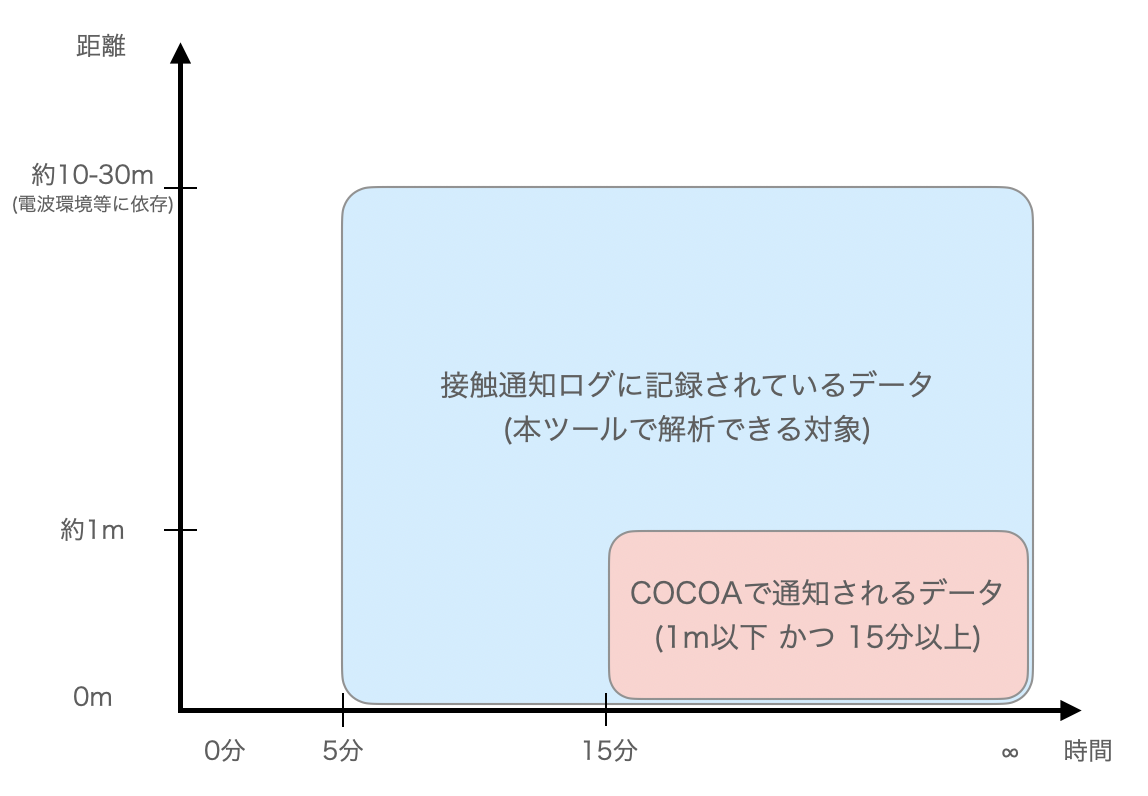 距離
約10-30m
(電波環境等に依存)
接触通知ログに記録されているデータ
(本ツールで解析できる対象)
約1m
COCOAで通知されるデータ
(1m以下 かつ 15分以上)
0m
0分 5分 15分 ∞ 時間